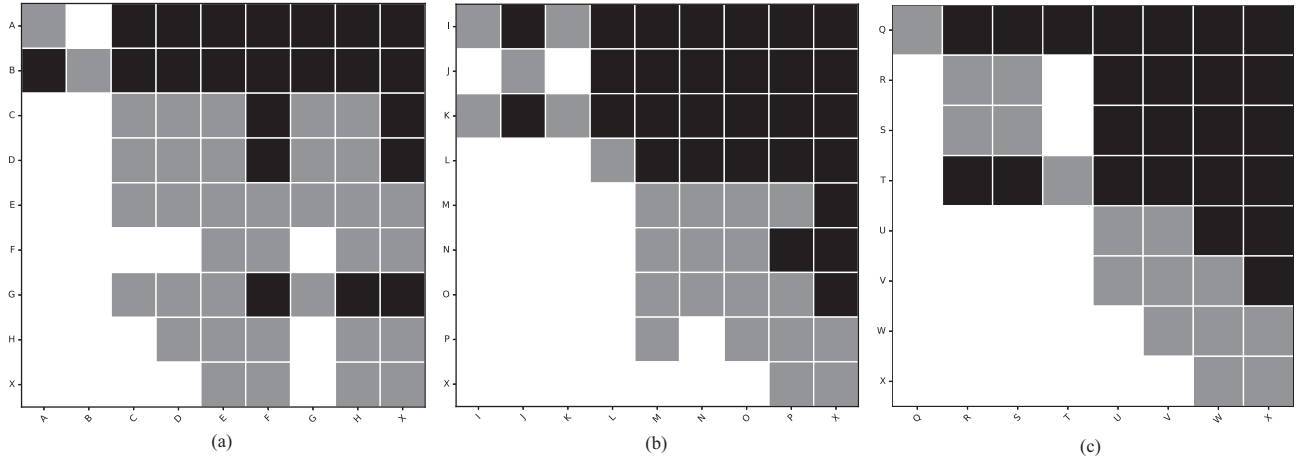 A
B
C
D
E
F
G
H
X
A B C D E F G H X
(a)
I
J
K
L
M
N
O
P
X
I J K L M N O P X
(b)
Q
R
S
T
U
V
W
X
Q R S T U V W X
(c)